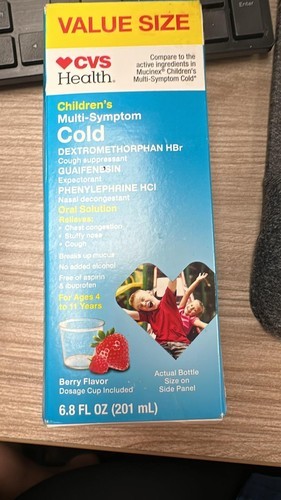 VALUE SIZE
CVS
Health®
Compare to the
active ingredients in
Mucinex® Children's
Multi-Symptom Cold*
Children's
Multi-Symptom
Cold
DEXTROMETHORPHAN HBr
Cough suppressant
GUAIFENESIN
Expectorant
PHENYLEPHRINE HCl
Nasal decongestant
Oral Solution
Relieves:
• Chest congestion
• Stuffy nose
• Cough
Breaks up mucus
No added alcohol
Free of aspirin
& ibuprofen
For Ages 4
to 11 Years
Berry Flavor
Dosage Cup Included
Actual Bottle
Size on
Side Panel
6.8 FL OZ (201 mL)
Enter